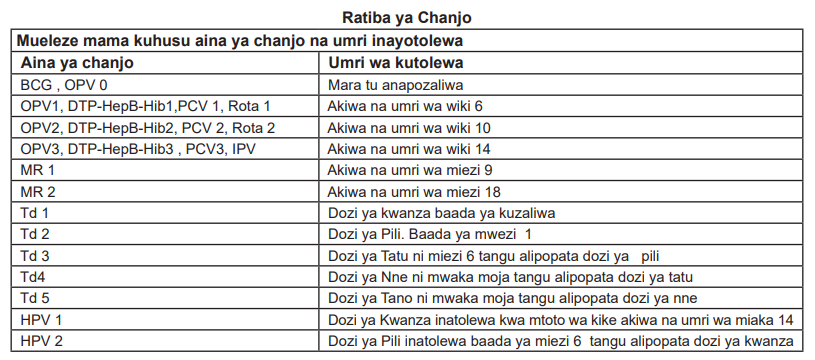 Ratiba ya Chanjo
Mueleze mama kuhusu aina ya chanjo na umri inayotolewa
Aina ya chanjo Umri wa kutolewa
BCG , OPV 0 Mara tu anapozaliwa
OPV1, DTP-HepB-Hib1,PCV 1, Rota 1 Akiwa na umri wa wiki 6
OPV2, DTP-HepB-Hib2, PCV 2, Rota 2 Akiwa na umri wa wiki 10
OPV3, DTP-HepB-Hib3 , PCV3, IPV Akiwa na umri wa wiki 14
MR 1 Akiwa na umri wa miezi 9
MR 2 Akiwa na umri wa miezi 18
Td 1 Dozi ya kwanza baada ya kuzaliwa
Td 2 Dozi ya Pili. Baada ya mwezi 1
Td 3 Dozi ya Tatu ni miezi 6 tangu alipopata dozi ya pili
Td4 Dozi ya Nne ni mwaka moja tangu alipopata dozi ya tatu
Td 5 Dozi ya Tano ni mwaka moja tangu alipopata dozi ya nne
HPV 1 Dozi ya Kwanza inatolewa kwa mtoto wa kike akiwa na umri wa miaka 14
HPV 2 Dozi ya Pili inatolewa baada ya miezi 6 tangu alipopata dozi ya kwanza